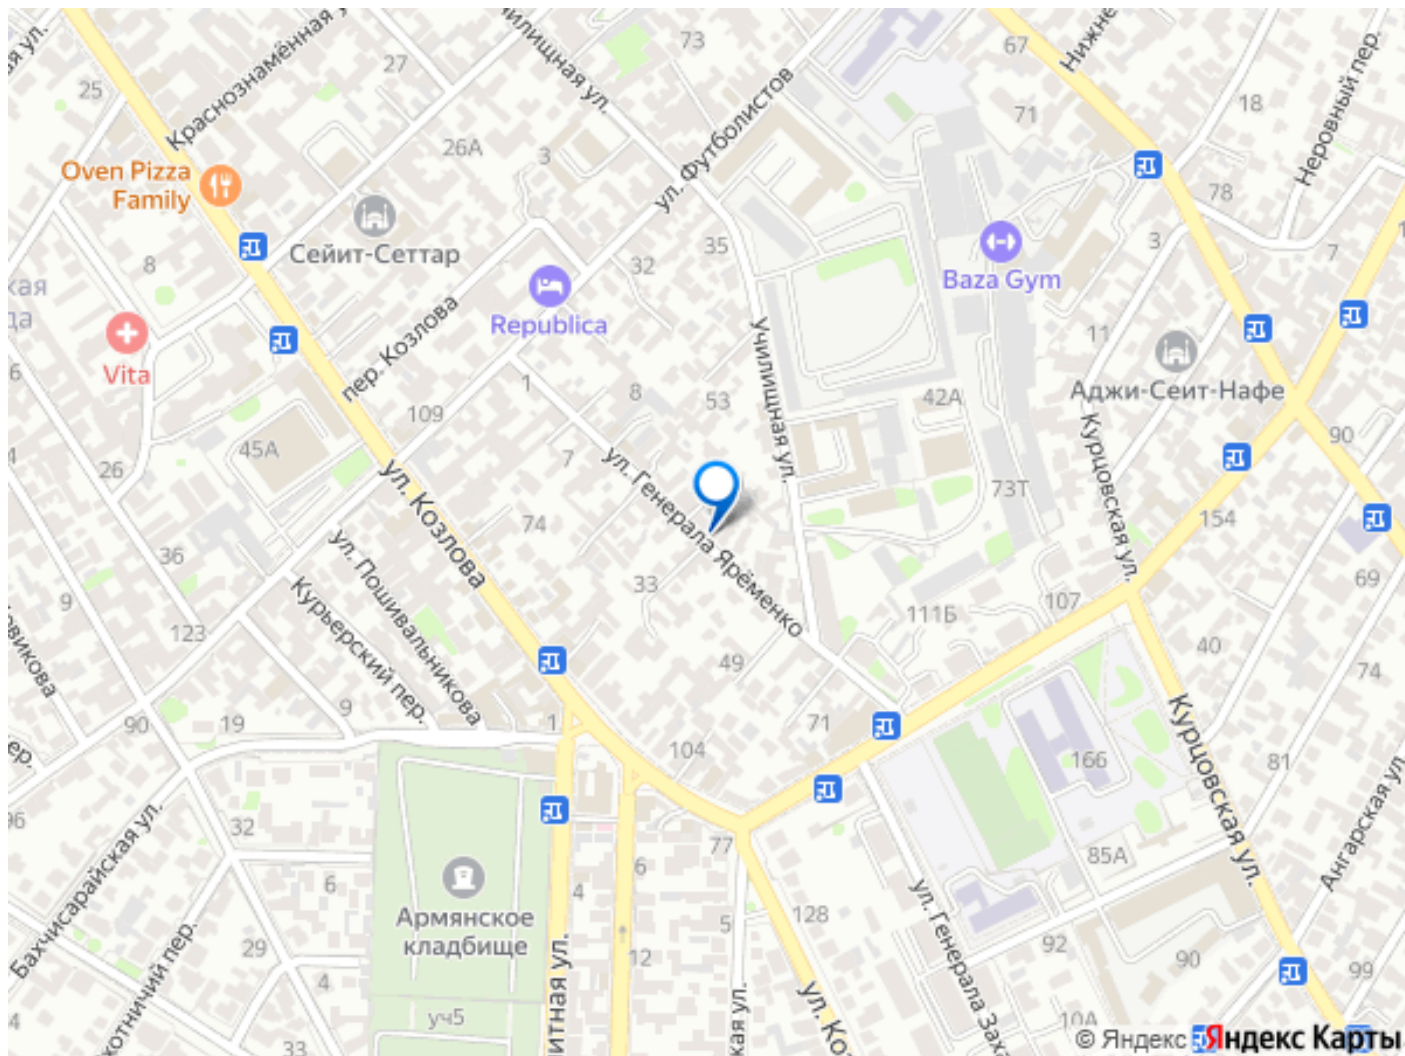 Краснознамённая ул.
73
67
27
25
26А
3
71
18
Неровный пер.
ул. Футболистов
Oven Pizza
Family
Сейит-Сеттар
35
32
78
3
7
8
Baza Gym
Republica
Vita
пер. Козлова
1
109
8
53
Училищная ул.
42А
11
Аджи-Сеит-Нафе
90
45А
26
7
ул. Генерала Ярёменко
73Т
Курцовская ул.
154
74
ул. Козлова
36
33
9
123
ул. Пошивальникова
Курьерский пер.
107
111Б
69
40
74
49
90
19
9
1
71
104
Курцовская ул.
166
81
Бахчисарайская ул.
32
77
85А
Ангарская ул.
6
6
4
Армянское
кладбище
5
128
ул. Генерала Заха
29
4
12
92
90
99
уч5
33
10А
© Яндекс
Яндекс Карты